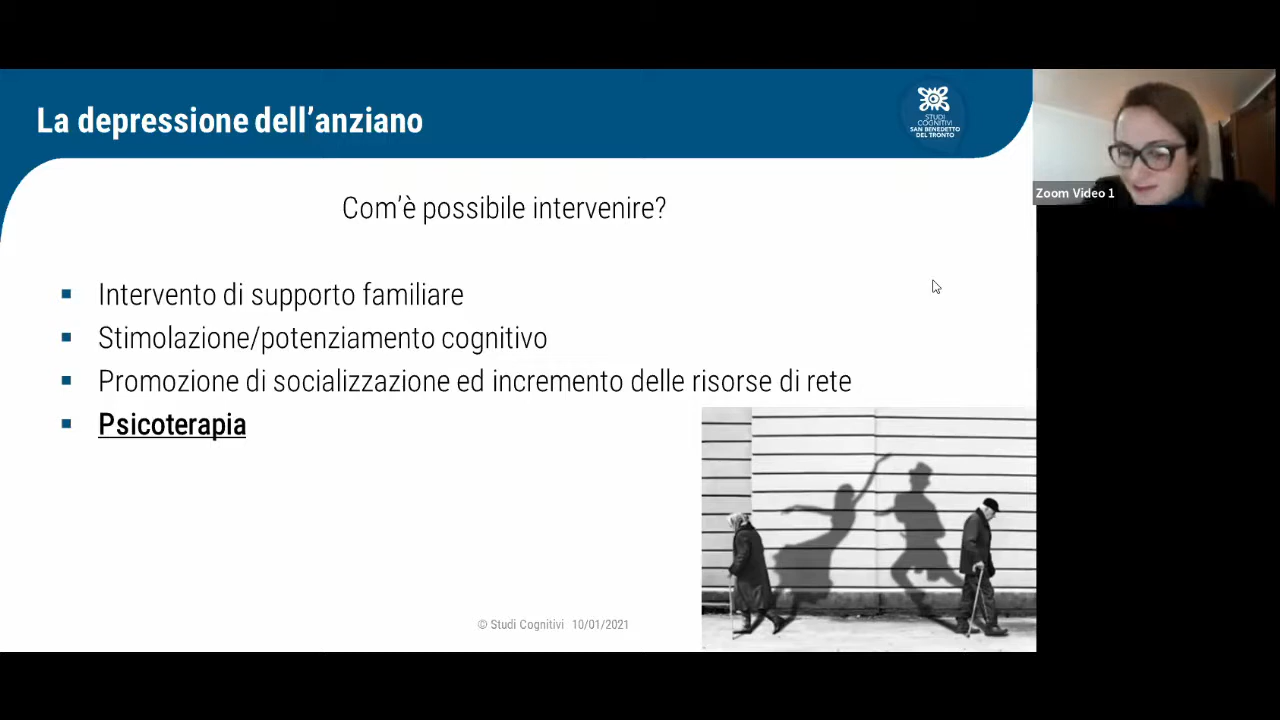 La depressione dell'anziano
STUDI
COGNITIVI
SAN BENEDETTO
DEL TRONTO
Zoom Video 1
Com'è possibile intervenire?
Intervento di supporto familiare
Stimolazione/potenziamento cognitivo
Promozione di socializzazione ed incremento delle risorse di rete
Psicoterapia
© Studi Cognitivi 10/01/2021